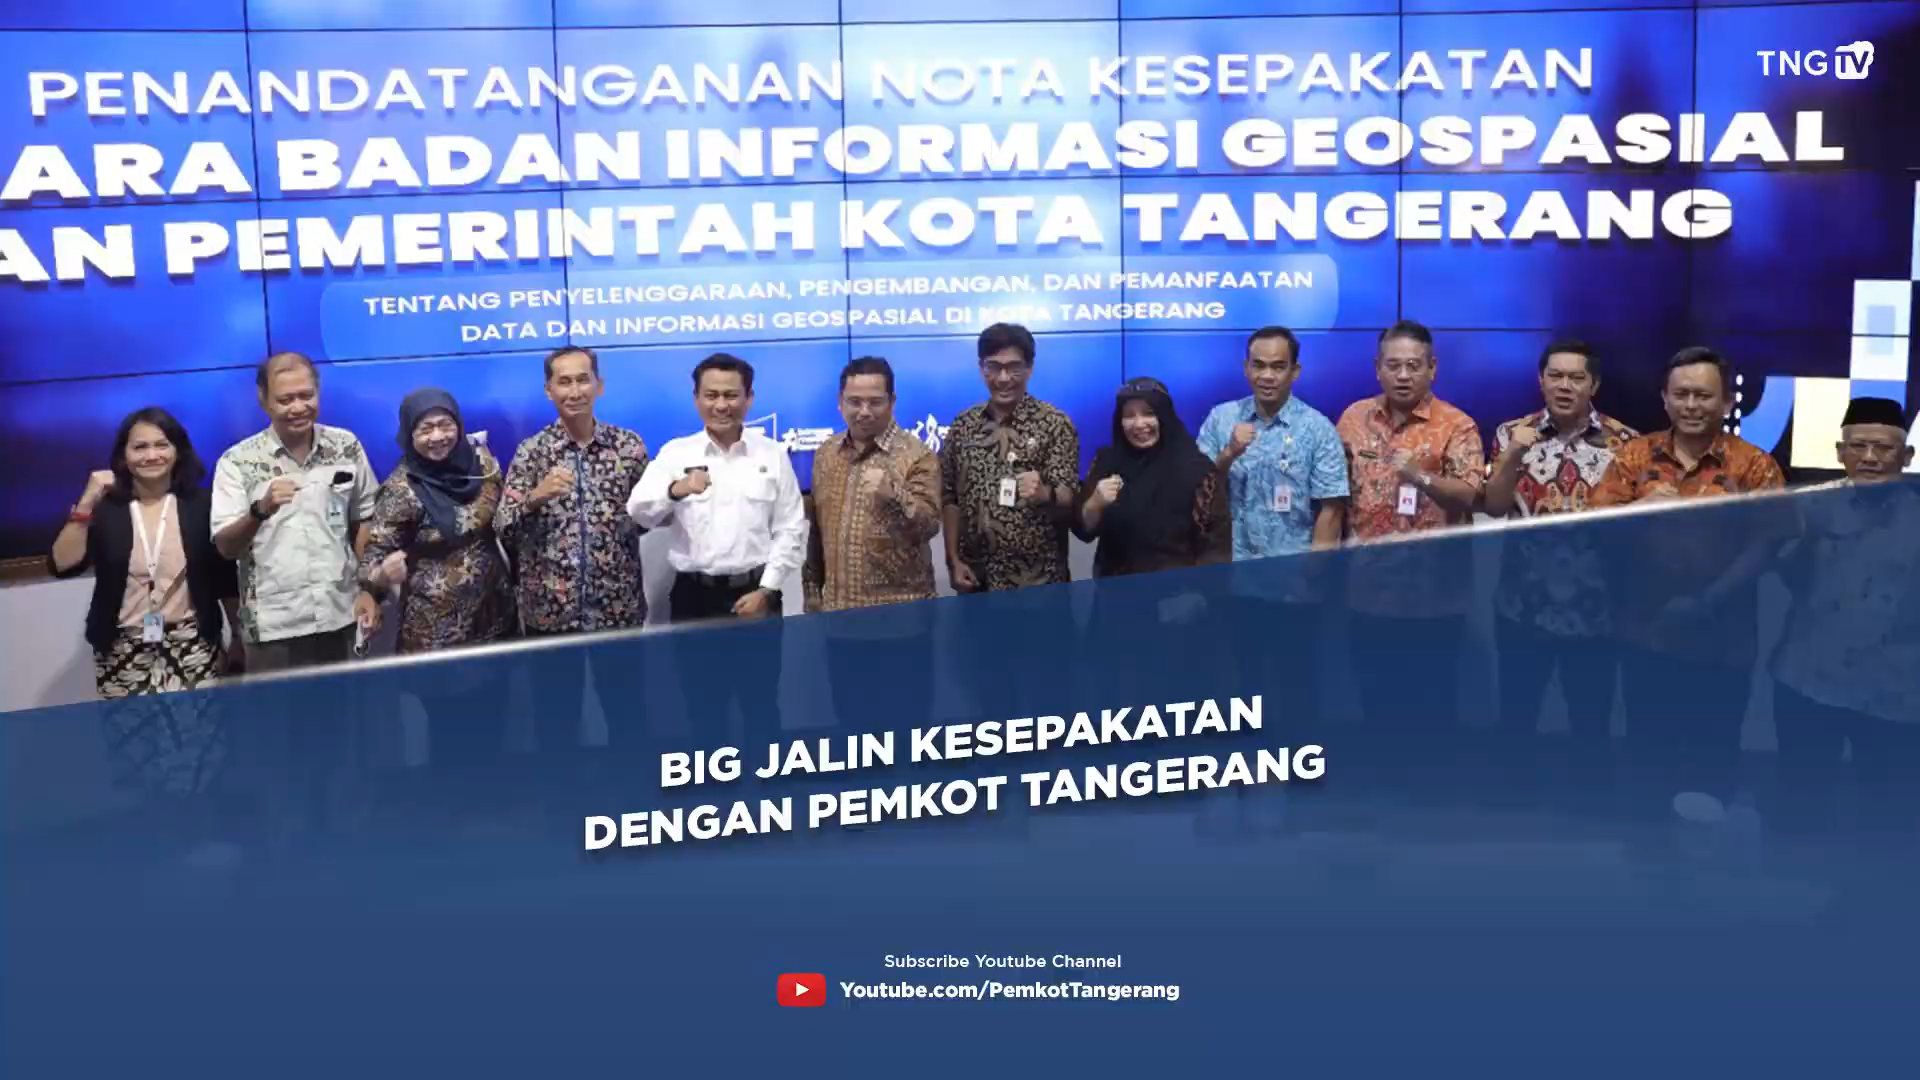 TNG TV
PENANDATANGANAN NOTA KESEPAKATAN
ARA BADAN INFORMASI GEOSPASIAL
AN PEMERINTAH KOTA TANGERANG
TENTANG PENYELENGGARAAN, PENGEMBANGAN, DAN PEMANFAATAN
DATA DAN INFORMASI GEOSPASIAL DI KOTA TANGERANG
BIG JALIN KESEPAKATAN
DENGAN PEMKOT TANGERANG
Subscribe Youtube Channel
Youtube.com/PemkotTangerang